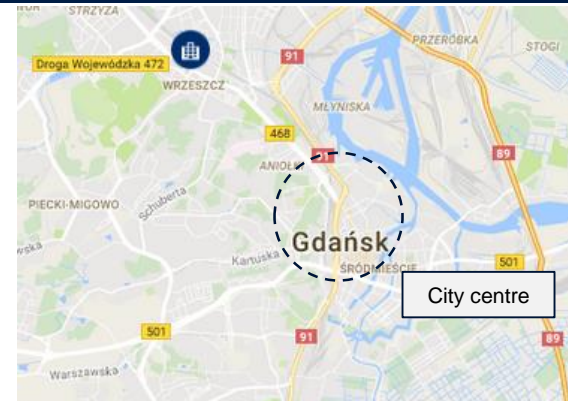 STRZYŻA
PRZERÓBKA
STOGI
91
Droga Wojewódzka 472
WRZESZCZ
MŁYNISKA
468
91
89
ANIOŁKI
PIECKI-MIGOWO
Schuberta
Gdańsk
Kartuska
ŚRÓDMIEŚCIE
501
City centre
501
91
89
Warszawska